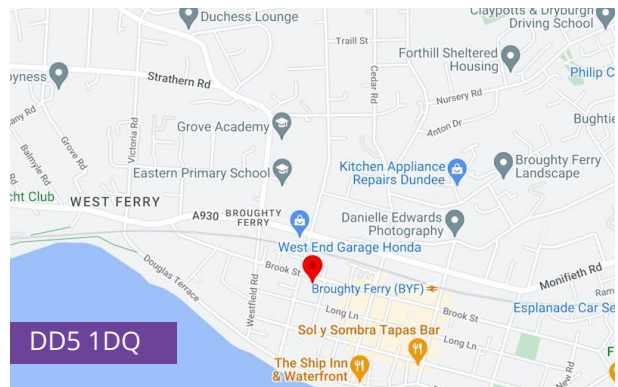 Duchess Lounge
Claypotts & Dryburgh
Driving School
Traill St
Forthill Sheltered
Housing
Philip C
Strathern Rd
Cedar Rd
Nursery Rd
Victoria Rd
Grove Academy
Anton Dr
Bughtie
Grove Rd
Balmyle Rd
Eastern Primary School
Kitchen Appliance
Repairs Dundee
Broughty Ferry
Landscape
cht Club
WEST FERRY
A930
BROUGHTY
FERRY
Danielle Edwards
Photography
West End Garage Honda
Douglas Terrace
Brook St
Monifieth Rd
Westfield Rd
Broughty Ferry (BYF)
Long Ln
Brook St
Esplanade Car Se
Sol y Sombra Tapas Bar
Long Ln
DD5 1DQ
The Ship Inn
& Waterfront
New Rd